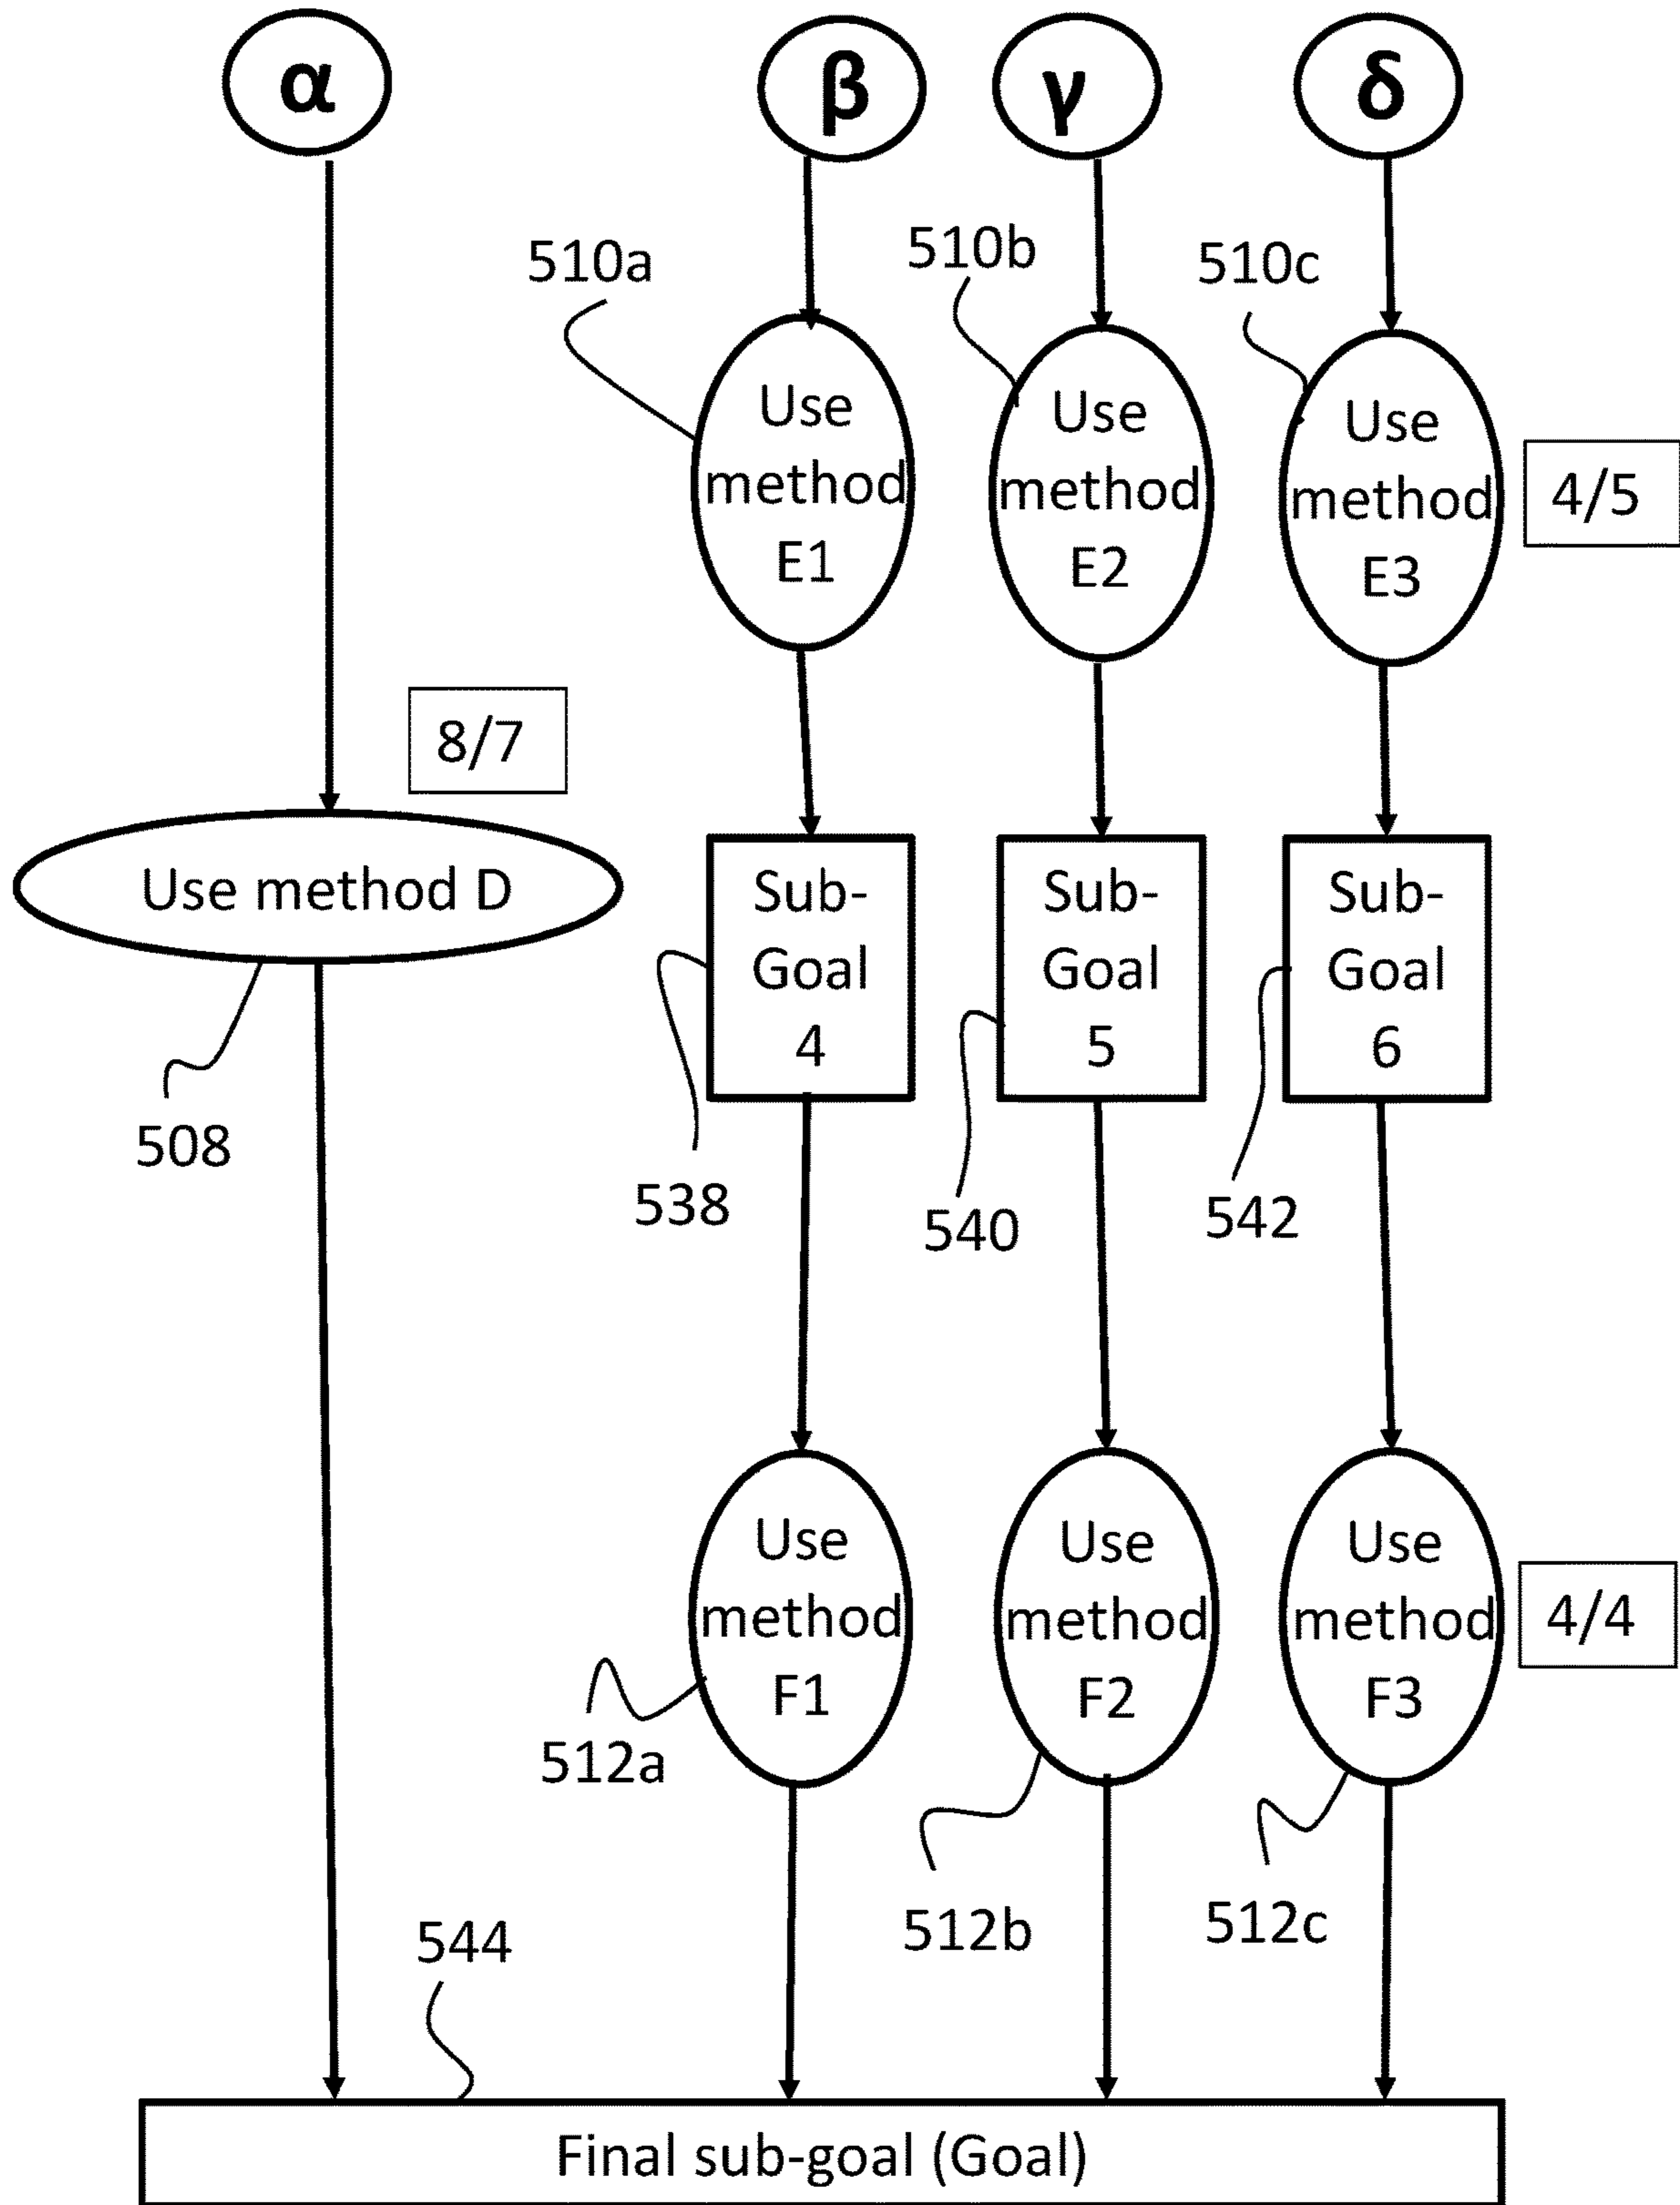 α
β
γ
δ
510a
510b
510c
Use
method
E1
Use
method
E2
Use
method
E3
4/5
8/7
Use method D
508
Sub-
Goal
4
538
Sub-
Goal
5
540
Sub-
Goal
6
542
Use
method
F1
512a
Use
method
F2
512b
Use
method
F3
512c
4/4
544
Final sub-goal (Goal)